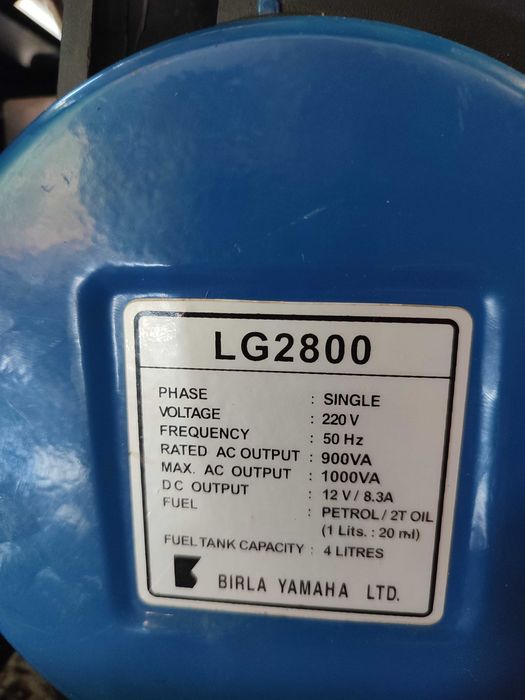 LG2800
PHASE : SINGLE
VOLTAGE : 220 V
FREQUENCY : 50 Hz
RATED AC OUTPUT : 900VA
MAX. AC OUTPUT : 1000VA
DC OUTPUT : 12 V / 8.3A
FUEL : PETROL / 2T OIL
(1 Lits. : 20 ml)
FUEL TANK CAPACITY : 4 LITRES
BIRLA YAMAHA LTD.